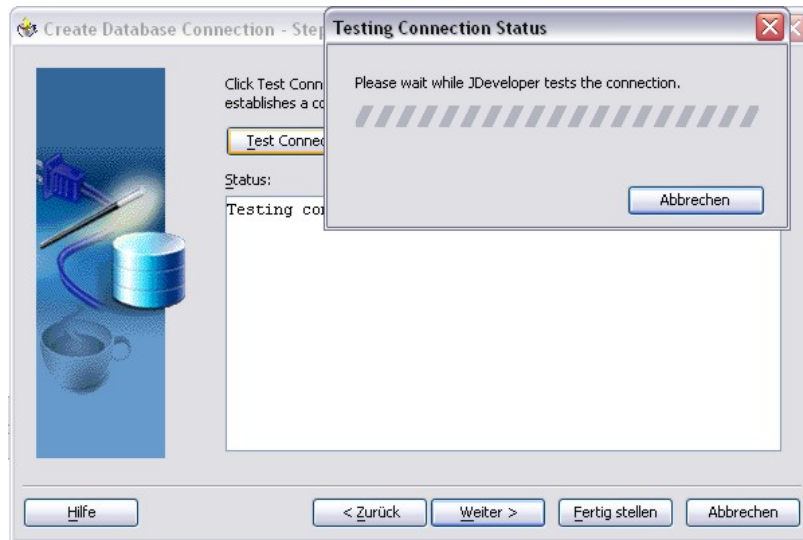 Create Database Connection - Step
Testing Connection Status
Click Test Conn
establishes a co
Please wait while JDeveloper tests the connection.
Test Connec
Abbrechen
Status:
Testing con
Hilfe
< Zurück
Weiter >
Fertig stellen
Abbrechen